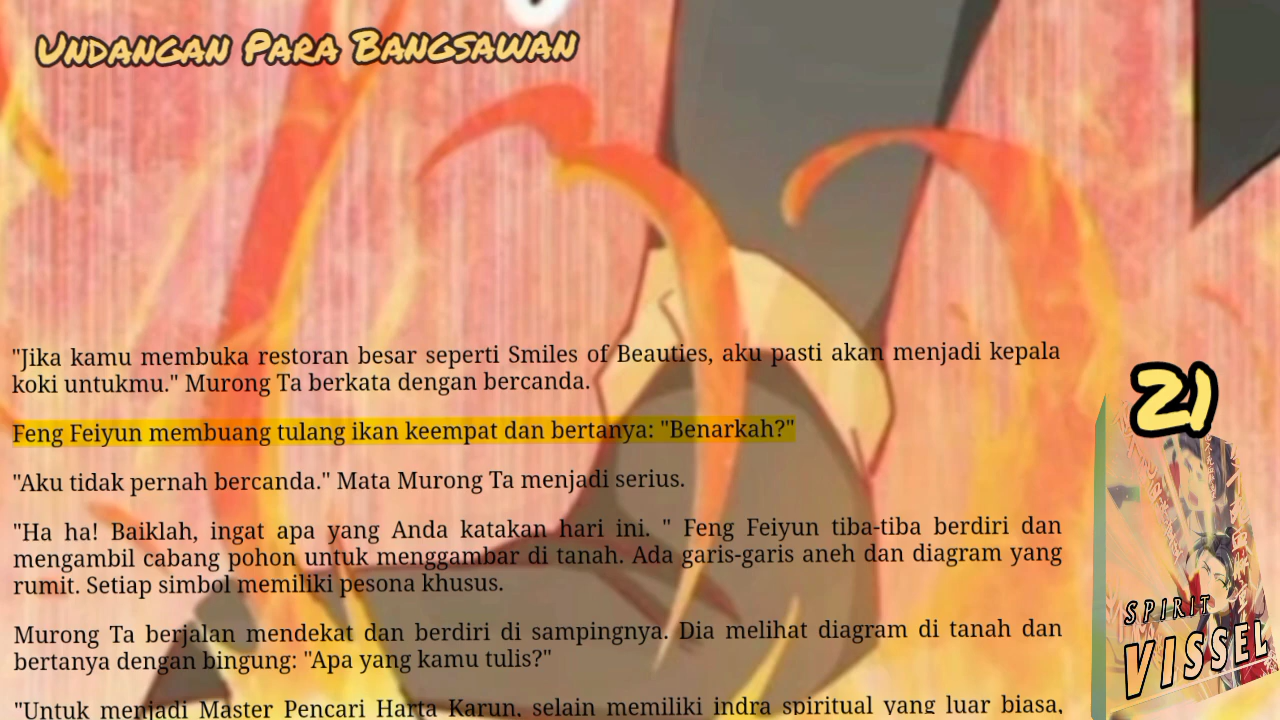 Undangan Para Bangsawan
"Jika kamu membuka restoran besar seperti Smiles of Beauties, aku pasti akan menjadi kepala
koki untukmu." Murong Ta berkata dengan bercanda.
Feng Feiyun membuang tulang ikan keempat dan bertanya: "Benarkah?"
"Aku tidak pernah bercanda." Mata Murong Ta menjadi serius.
"Ha ha! Baiklah, ingat apa yang Anda katakan hari ini. " Feng Feiyun tiba-tiba berdiri dan
mengambil cabang pohon untuk menggambar di tanah. Ada garis-garis aneh dan diagram yang
rumit. Setiap simbol memiliki pesona khusus.
Murong Ta berjalan mendekat dan berdiri di sampingnya. Dia melihat diagram di tanah dan
bertanya dengan bingung: "Apa yang kamu tulis?"
"Untuk menjadi Master Pencari Harta Karun, selain memiliki indra spiritual yang luar biasa,
21
SPIRIT
VISSEL